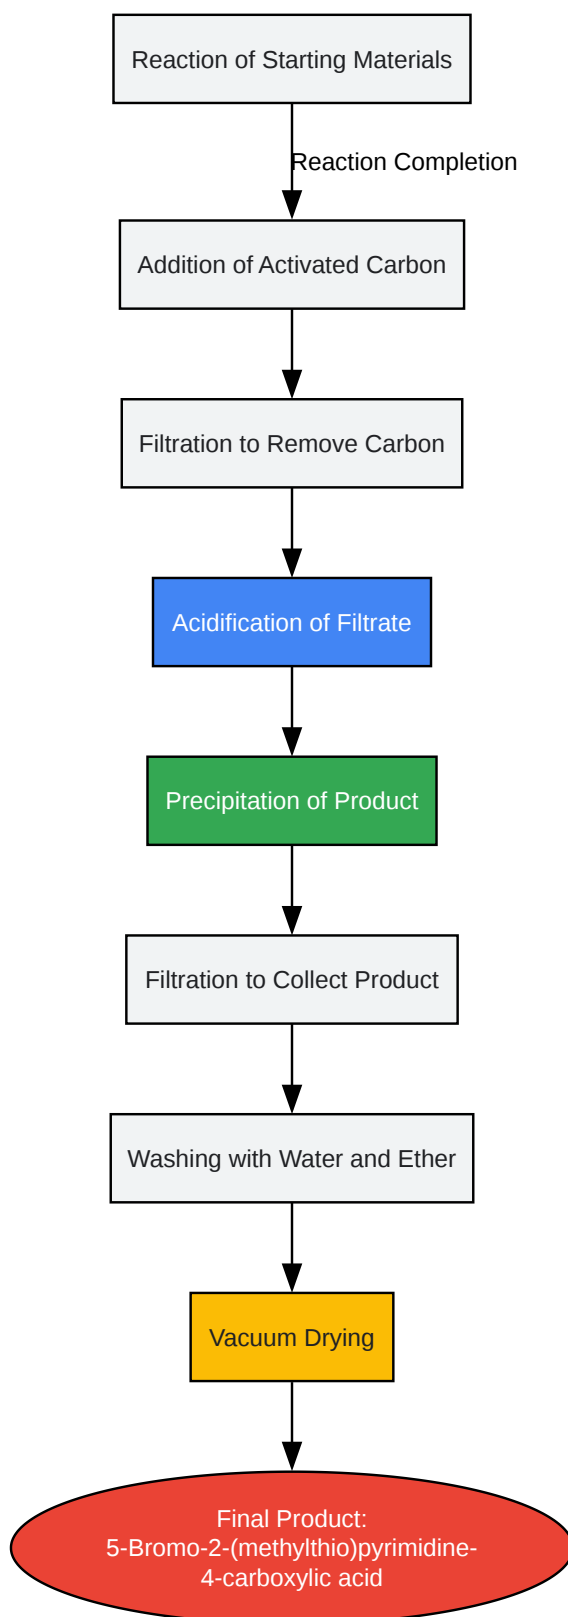 Reaction of Starting Materials
Reaction Completion
Addition of Activated Carbon
Filtration to Remove Carbon
Acidification of Filtrate
Precipitation of Product
Filtration to Collect Product
Washing with Water and Ether
Vacuum Drying
Final Product:
5-Bromo-2-(methylthio)pyrimidine-
4-carboxylic acid